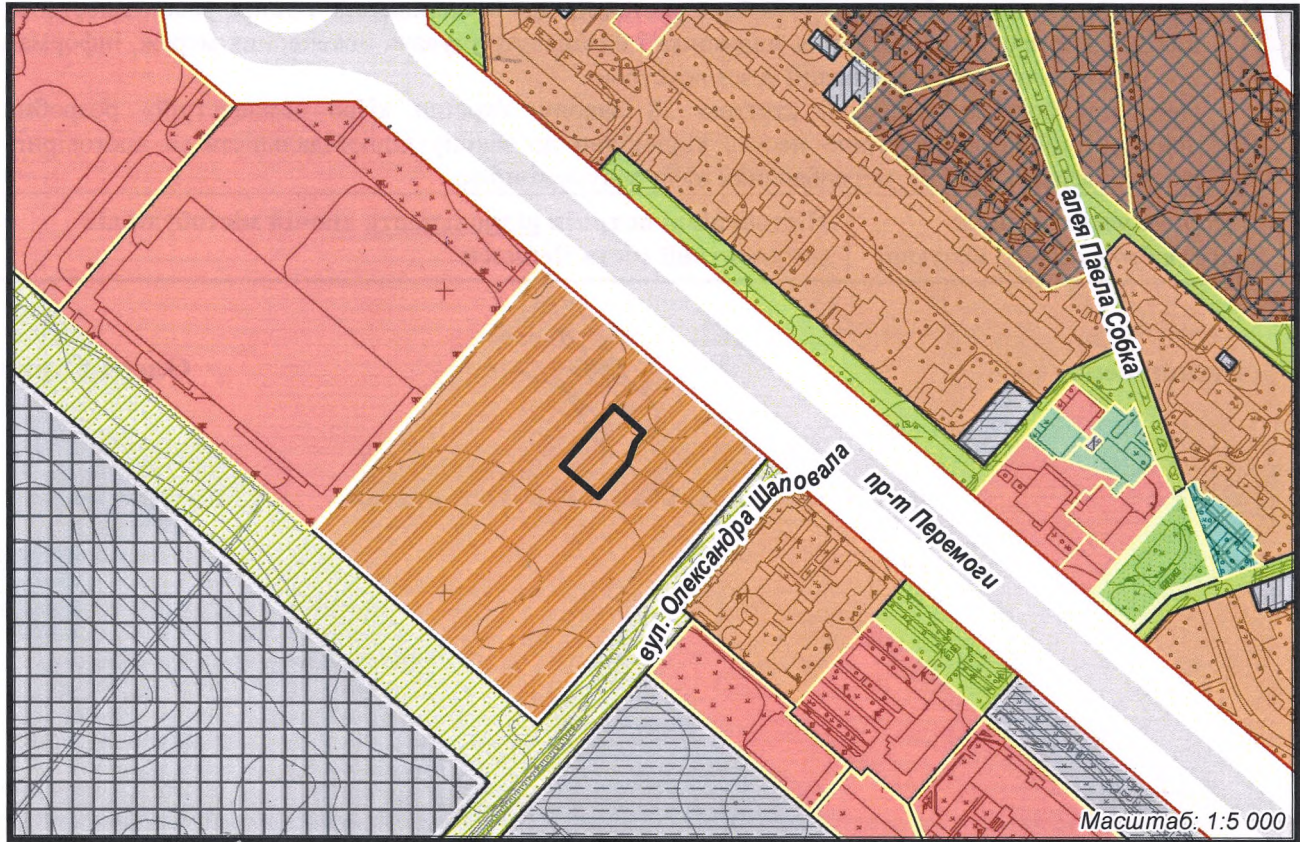 алея Павла Собка
вул. Олександра Шаповала
пр-т Перемоги
Масштаб: 1:5 000